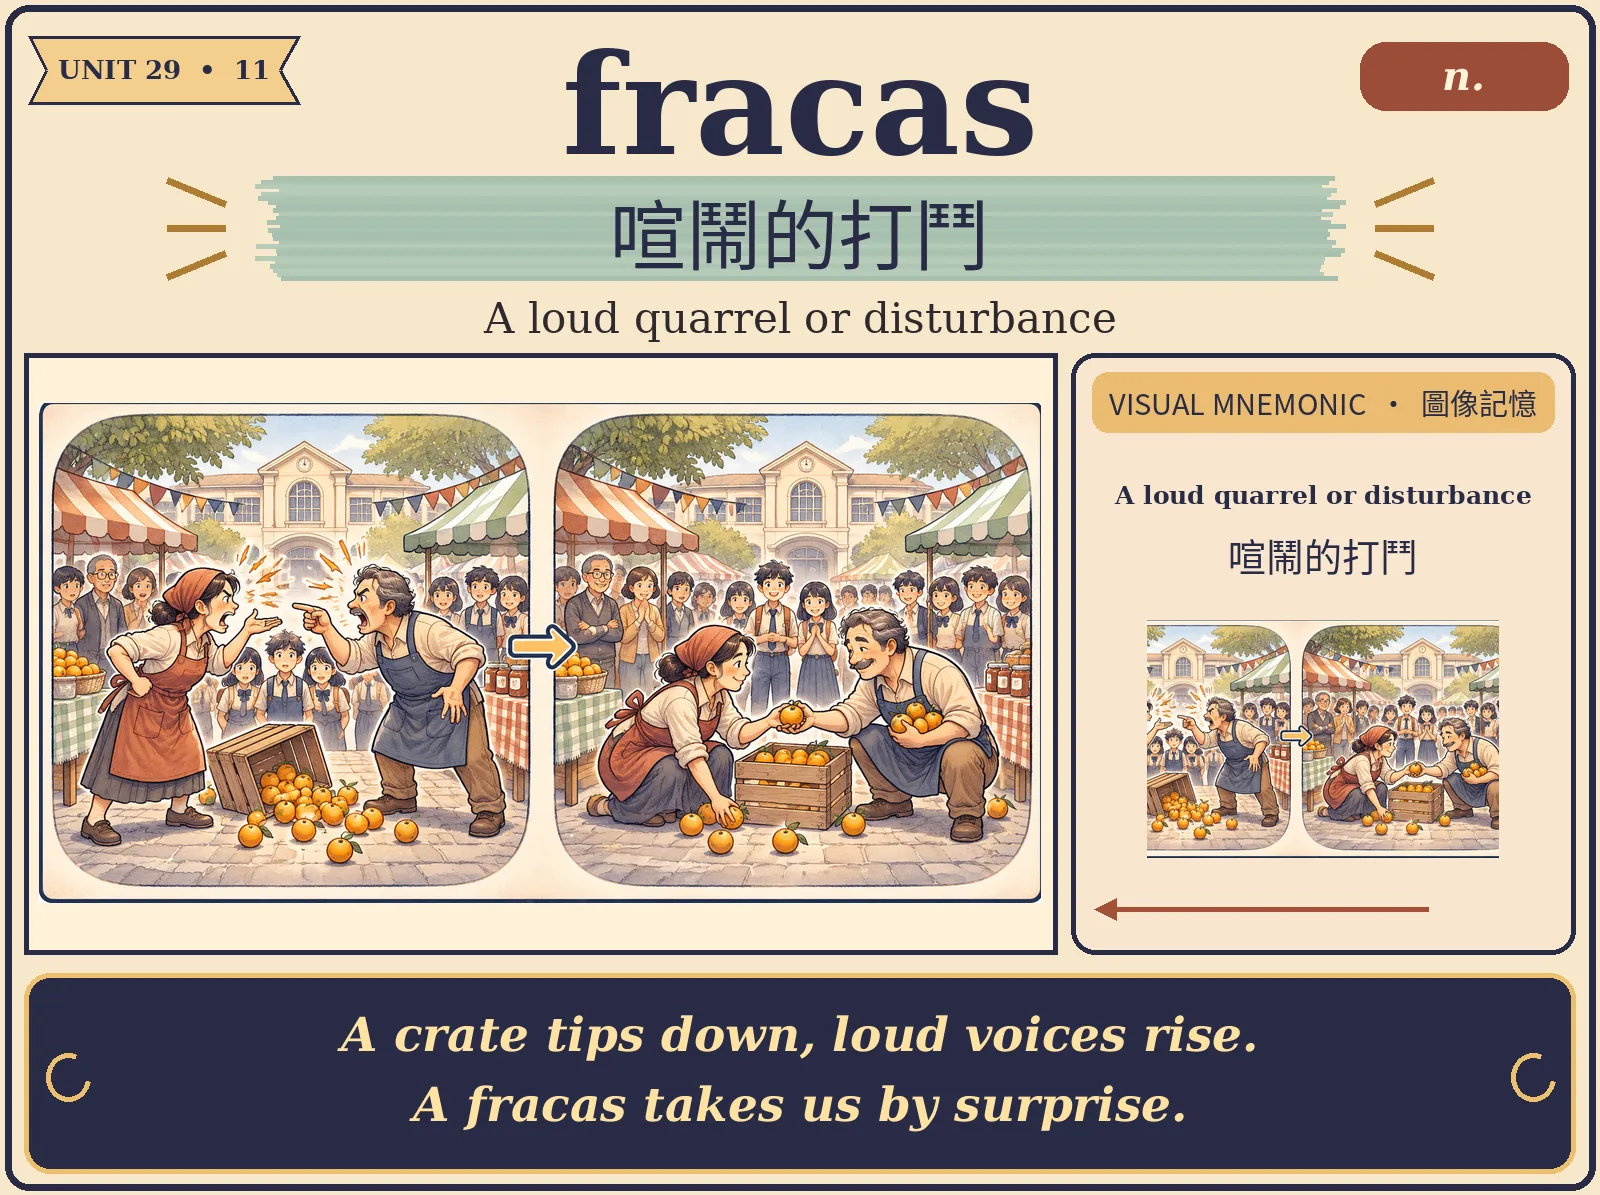 UNIT 29 • 11
fracas
n.
喧鬧的打鬥
A loud quarrel or disturbance
VISUAL MNEMONIC • 圖像記憶
A loud quarrel or disturbance
喧鬧的打鬥
A crate tips down, loud voices rise.
A fracas takes us by surprise.